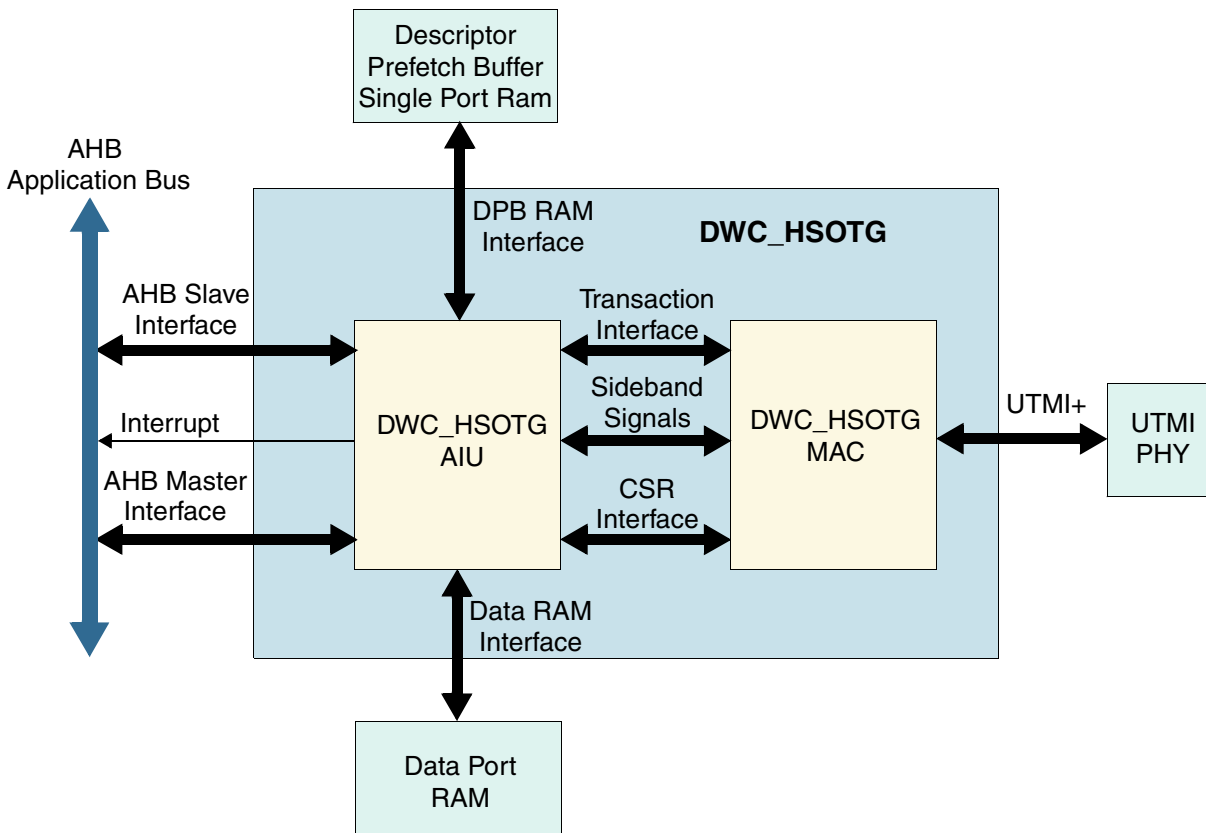 Descriptor
Prefetch Buffer
Single Port Ram
AHB
Application Bus
DPB RAM
Interface
DWC_HSOTG
AHB Slave
Interface
Transaction
Interface
Interrupt
DWC_HSOTG
AIU
Sideband
Signals
DWC_HSOTG
MAC
UTMI+
UTMI
PHY
AHB Master
Interface
CSR
Interface
Data RAM
Interface
Data Port
RAM